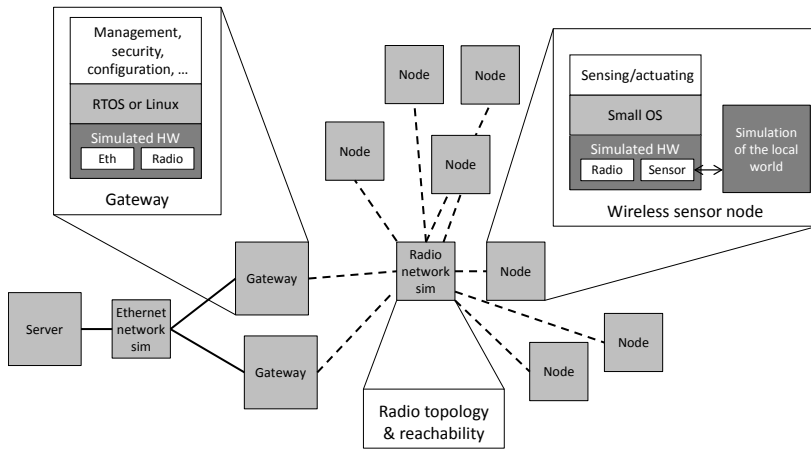 Management,
security,
configuration, ...
RTOS or Linux
Simulated HW
Eth
Radio
Gateway
Node
Node
Node
Node
Sensing/actuating
Small OS
Simulated HW
Radio
Sensor
Simulation
of the local
world
Wireless sensor node
Server
Ethernet
network
sim
Gateway
Gateway
Radio
network
sim
Node
Node
Node
Radio topology
& reachability